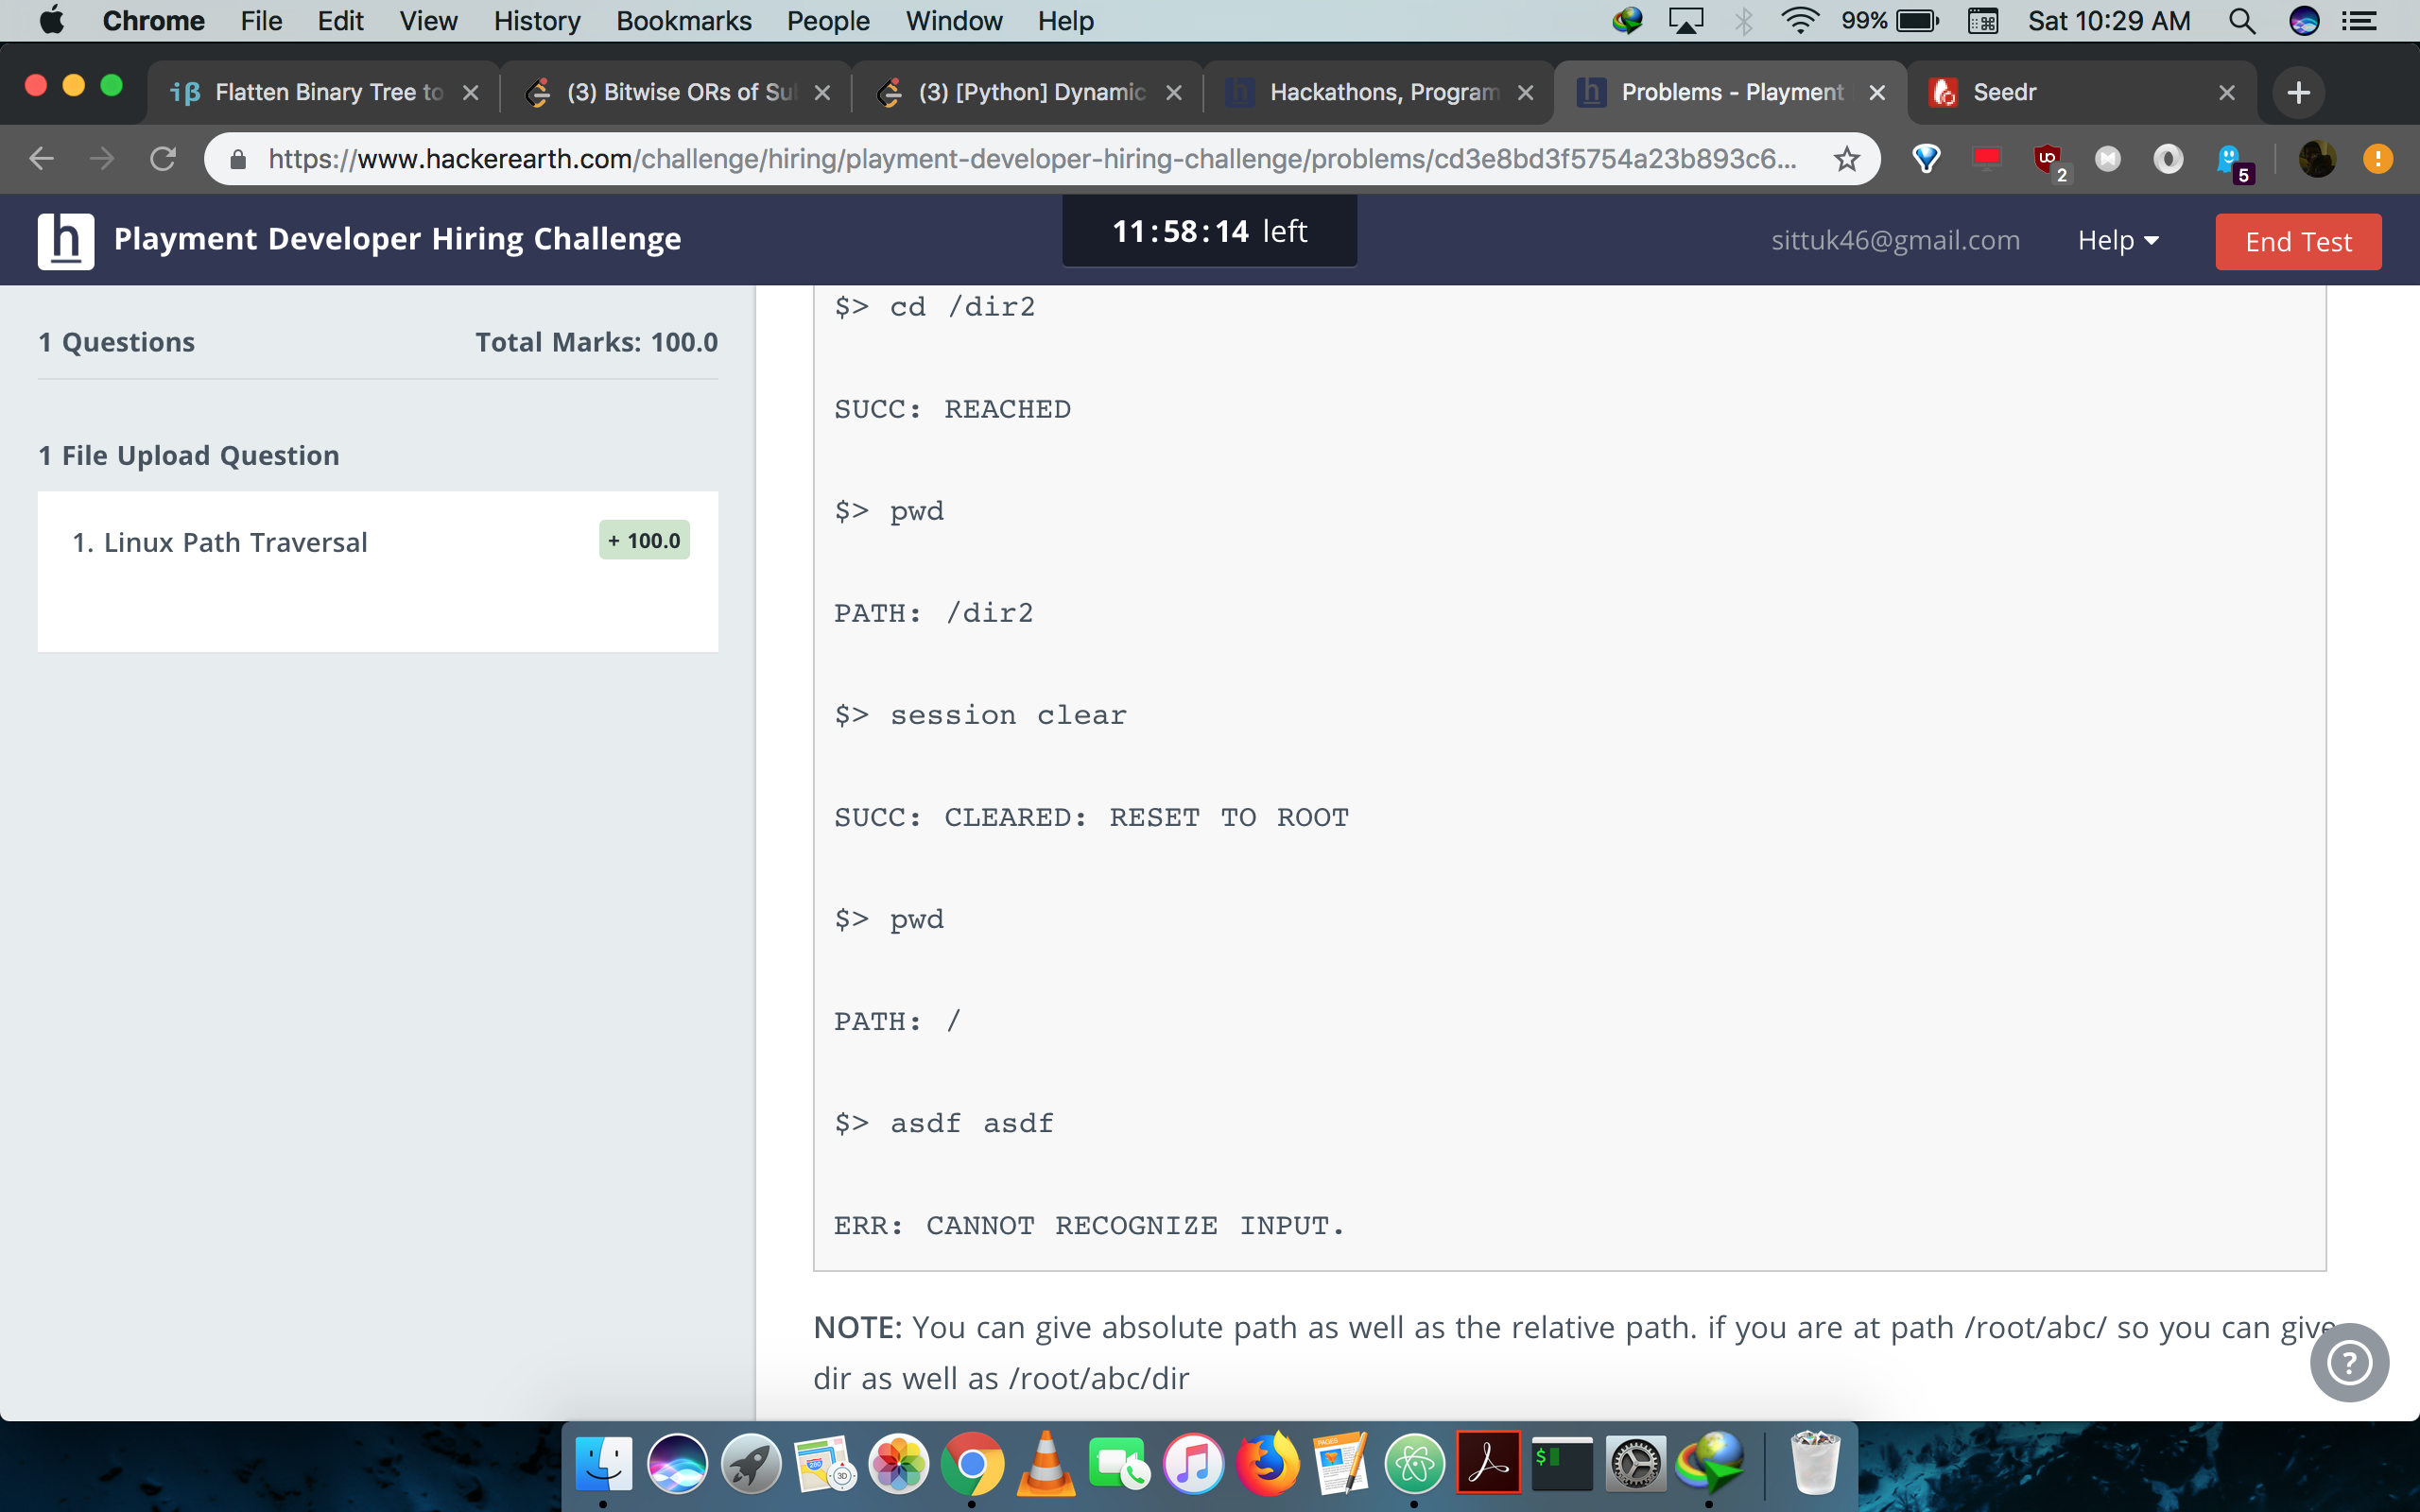 Chrome File Edit View History Bookmarks People Window Help 99% Sat 10:29 AM
iβ Flatten Binary Tree to (3) Bitwise ORs of Sul (3) [Python] Dynamic Hackathons, Program Problems - Playment Seedr
https://www.hackerearth.com/challenge/hiring/playment-developer-hiring-challenge/problems/cd3e8bd3f5754a23b893c6... 2 5
h Playment Developer Hiring Challenge 11:58:14 left sittuk46@gmail.com Help End Test
1 Questions Total Marks: 100.0
1 File Upload Question
1. Linux Path Traversal + 100.0
$> cd /dir2
SUCC: REACHED
$> pwd
PATH: /dir2
$> session clear
SUCC: CLEARED: RESET TO ROOT
$> pwd
PATH: /
$> asdf asdf
ERR: CANNOT RECOGNIZE INPUT.
NOTE: You can give absolute path as well as the relative path. if you are at path /root/abc/ so you can give
dir as well as /root/abc/dir
?